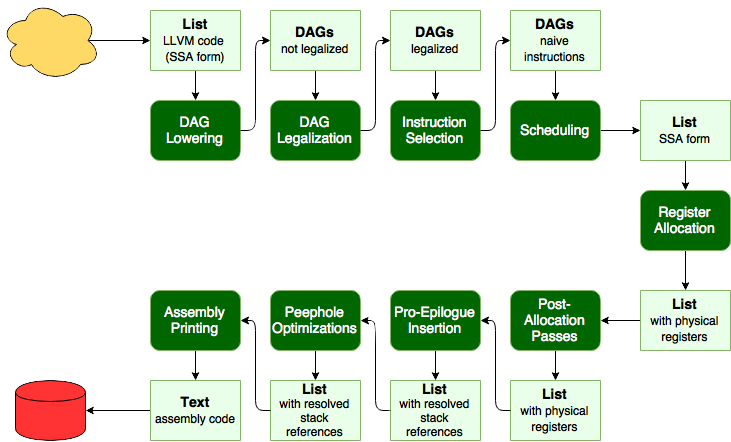 List
LLVM code
(SSA form)
DAGs
not legalized
DAGs
legalized
DAGs
naive
instructions
DAG
Lowering
DAG
Legalization
Instruction
Selection
Scheduling
List
SSA form
Register
Allocation
List
with physical
registers
Post-
Allocation
Passes
Pro-Epilogue
Insertion
Peephole
Optimizations
Assembly
Printing
List
with physical
registers
List
with resolved
stack
references
List
with resolved
stack
references
Text
assembly code